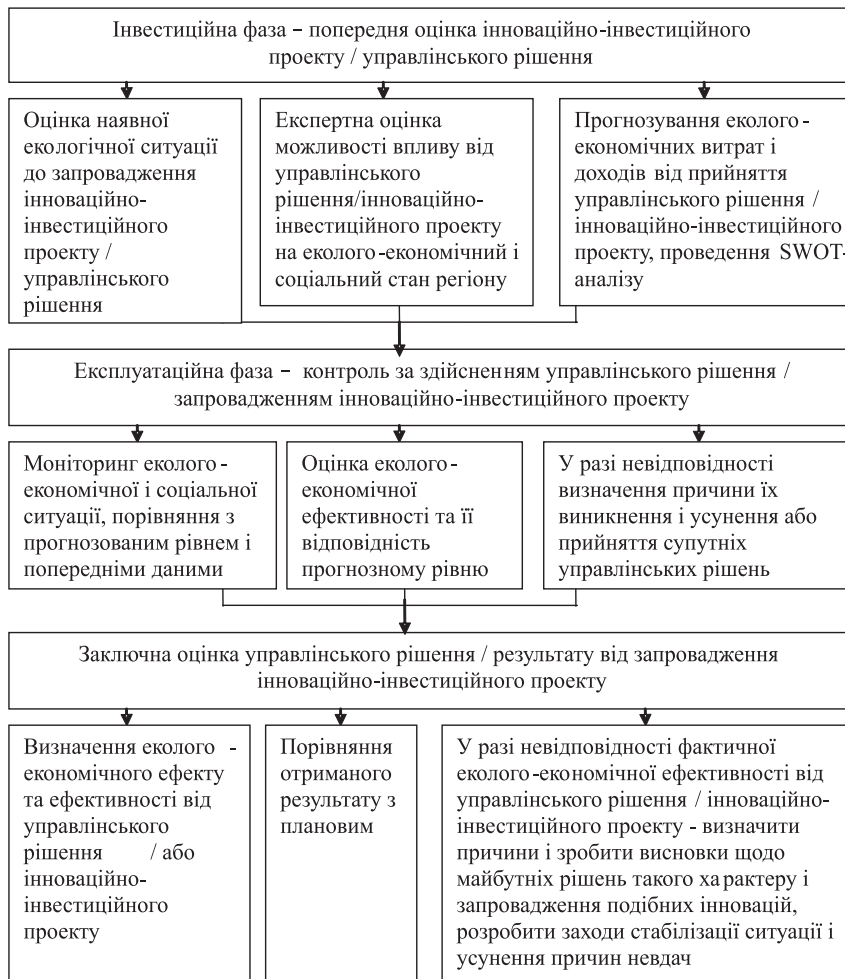 Інвестиційна фаза – попередня оцінка інноваційно-інвестиційного
проекту / управлінського рішення
Оцінка наявної
екологічної ситуації
до запровадження
інноваційно-
інвестиційного
проекту /
управлінського
рішення
Експертна оцінка
можливості впливу від
управлінського
рішення/інноваційно-
інвестиційного проекту
на еколого-економічний і
соціальний стан регіону
Прогнозування еколого-
економічних витрат і
доходів від прийняття
управлінського рішення /
інноваційно-інвестиційного
проекту, проведення SWOT-
аналізу
Експлуатаційна фаза – контроль за здійсненням управлінського рішення /
запровадженням інноваційно-інвестиційного проекту
Моніторинг еколого-
економічної і соціальної
ситуації, порівняння з
прогнозованим рівнем і
попередніми даними
Оцінка еколого-
економічної
ефективності та її
відповідність
прогнозному рівню
У разі невідповідності
визначення причини їх
виникнення і усунення або
прийняття супутніх
управлінських рішень
Заключна оцінка управлінського рішення / результату від запровадження
інноваційно-інвестиційного проекту
Визначення еколого -
економічного ефекту
та ефективності від
управлінського
рішення / або
інноваційно-
інвестиційного
проекту
Порівняння
отриманого
результату з
плановим
У разі невідповідності фактичної
еколого-економічної ефективності від
управлінського рішення / інноваційно-
інвестиційного проекту - визначити
причини і зробити висновки щодо
майбутніх рішень такого характеру і
запровадження подібних інновацій,
розробити заходи стабілізації ситуації і
усунення причин невдач